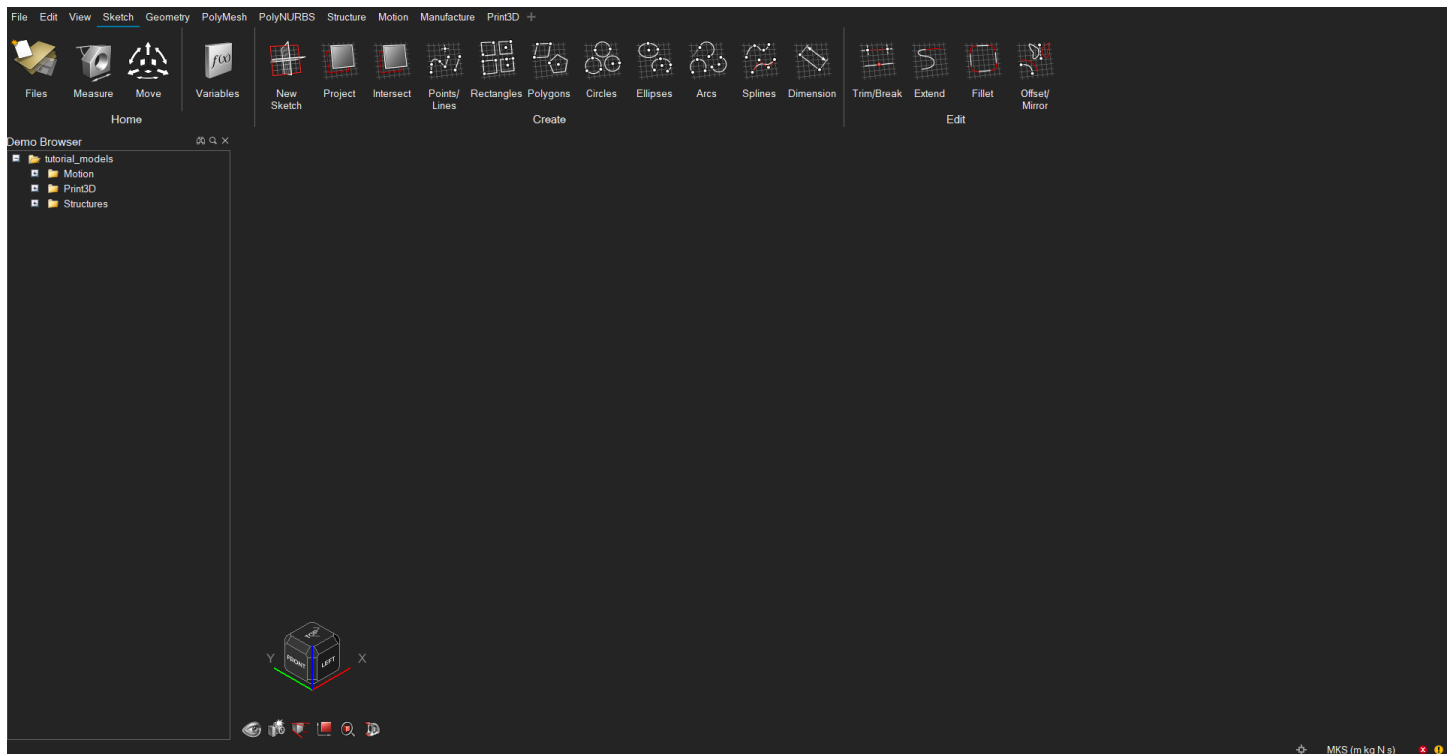 File Edit View Sketch Geometry PolyMesh PolyNURBS Structure Motion Manufacture Print3D +
f(x)
Files Measure Move Variables New Sketch Project Intersect Points/ Lines Rectangles Polygons Circles Ellipses Arcs Splines Dimension Trim/Break Extend Fillet Offset/ Mirror
Home Create Edit
Demo Browser
tutorial_models
Motion
Print3D
Structures
TOP
Y FRONT LEFT X
MKS (m kg N s)